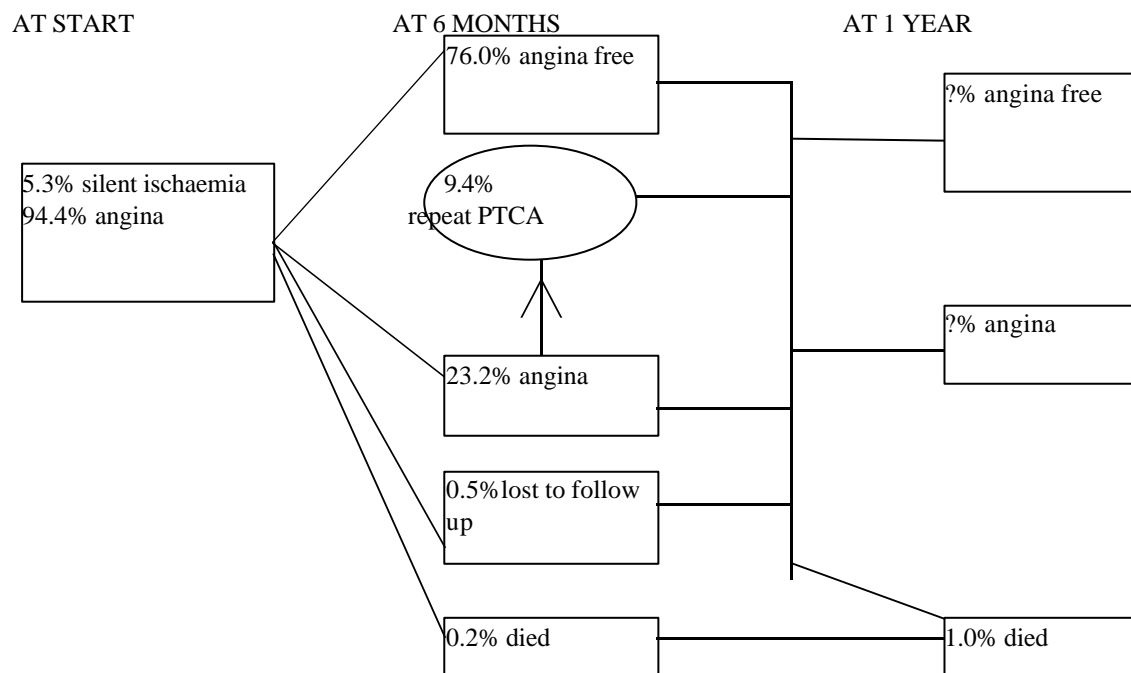 AT START
AT 6 MONTHS
AT 1 YEAR
76.0% angina free
?% angina free
5.3% silent ischaemia
94.4% angina
9.4%
repeat PTCA
?% angina
23.2% angina
0.5%lost to follow
up
0.2% died
1.0% died